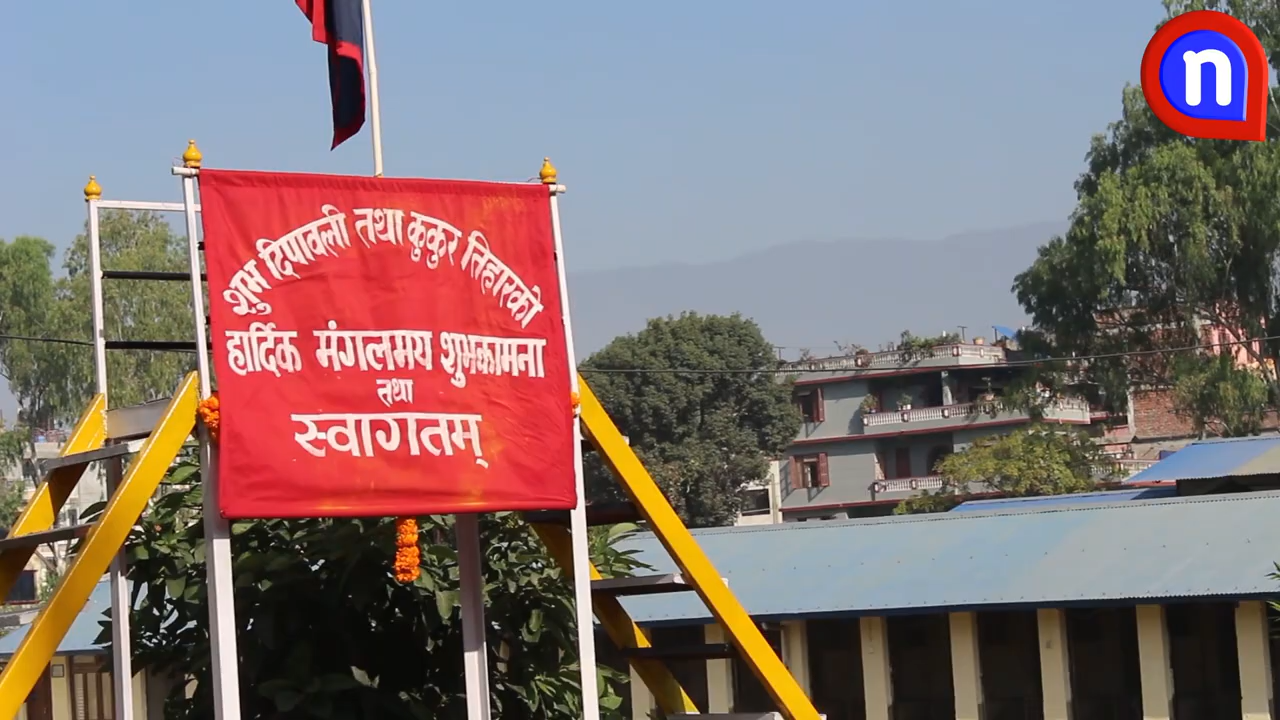 शुभ दिपावली तथा कुकुर तिहारको
हार्दिक मंगलमय शुभकामना
तथा
स्वागतम्
n